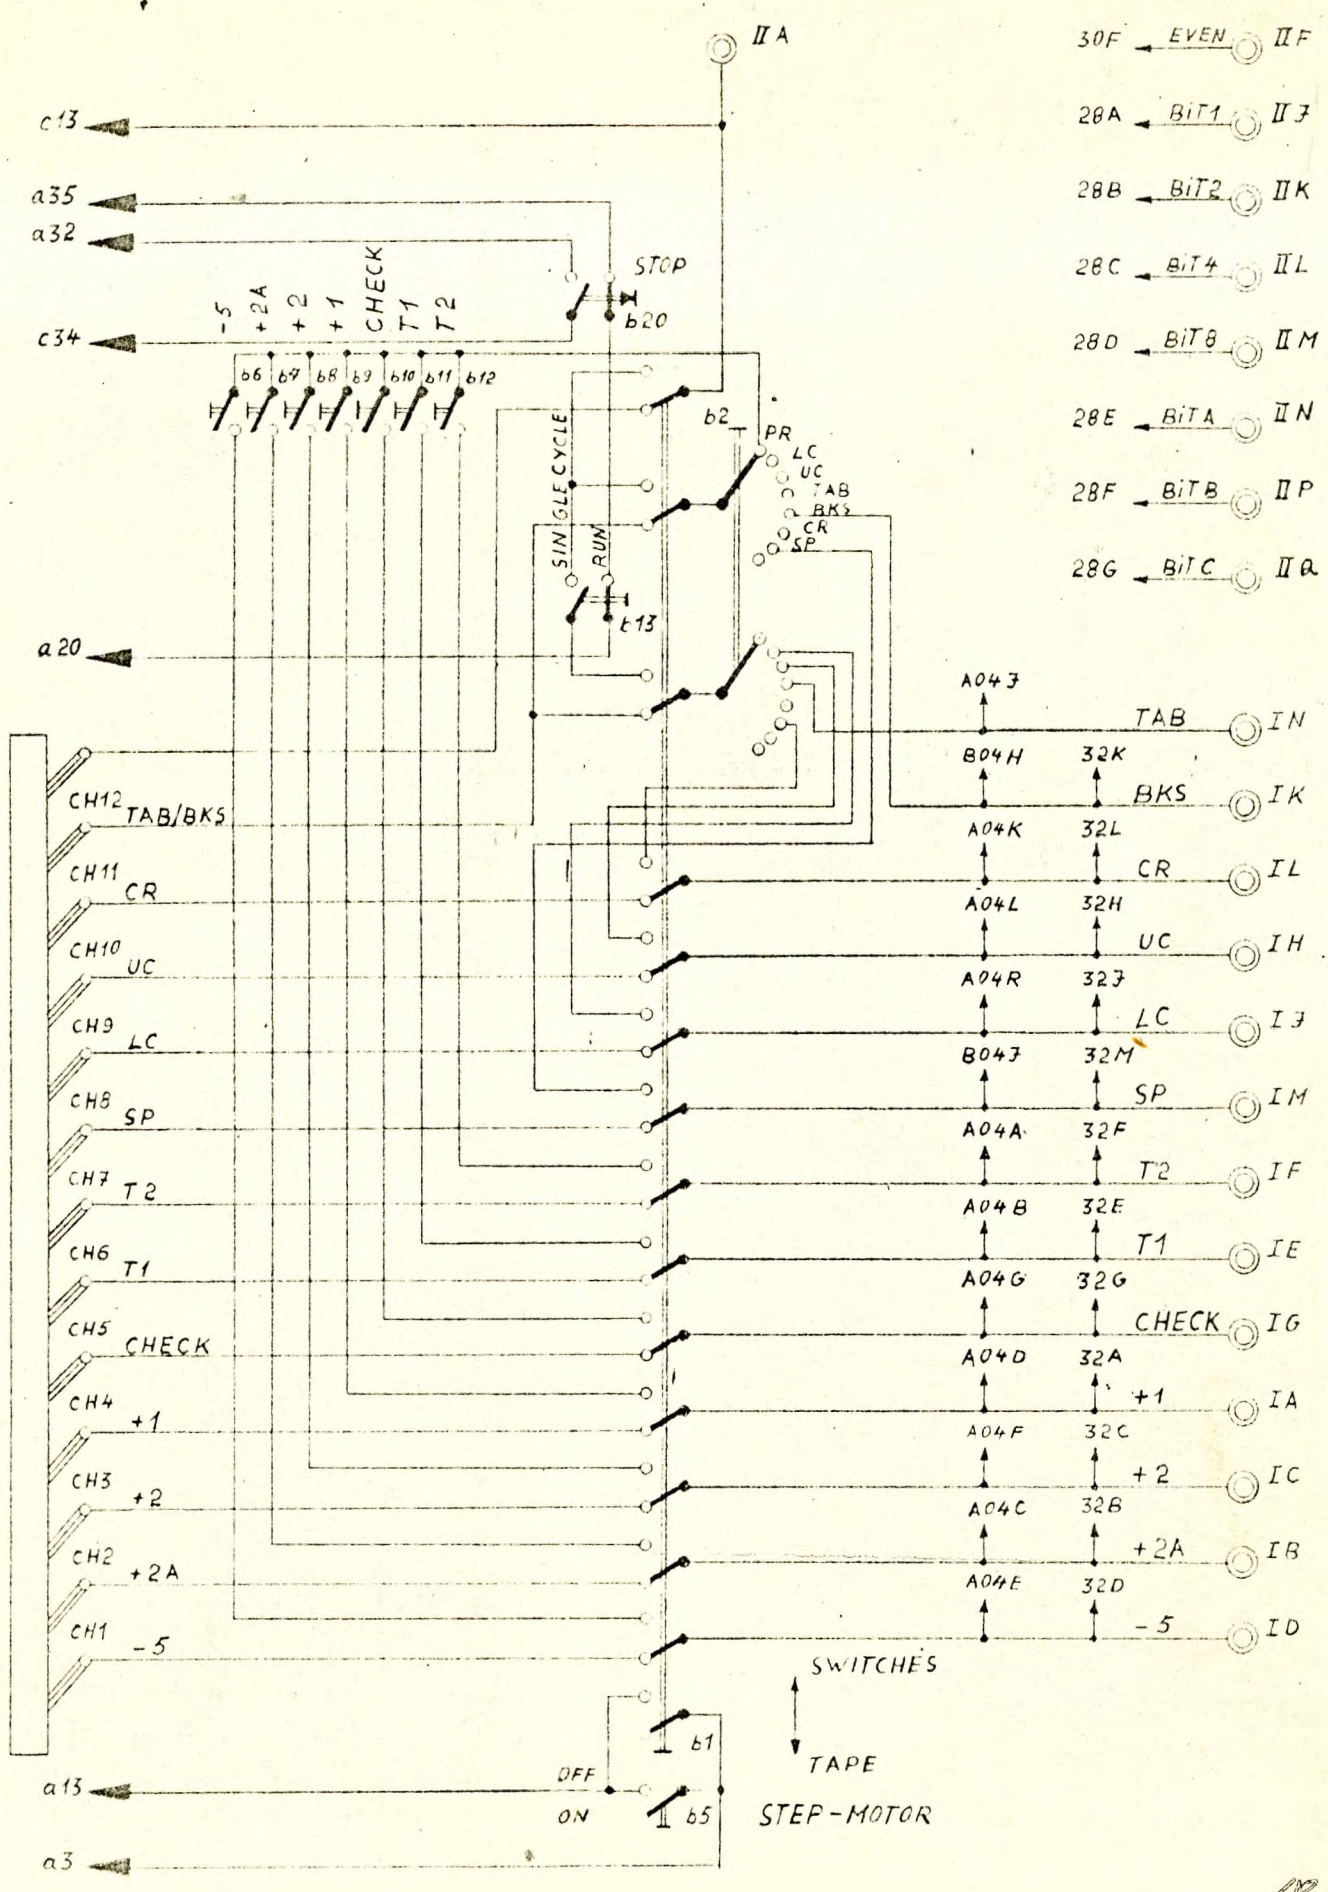 II A
30F EVEN II F
c13
28A BiT1 II J
a35
28B BiT2 II K
a32
STOP
28C BiT4 II L
-5 +2A +2 +1 CHECK T1 T2
b20
c34
28D BiT8 II M
b6 b7 b8 b9 b10 b11 b12
b2
PR
LC
UC
TAB
BKS
CR
SP
28E BiTA II N
28F BiTB II P
SINGLE CYCLE
RUN
28G BiTC II Q
b13
a20
A04J
TAB I N
B04H 32K
CH12 TAB/BKS
BKS I K
A04K 32L
CH11 CR
CR I L
A04L 32H
CH10 UC
UC I H
A04R 32J
CH9 LC
LC I J
B04J 32M
CH8 SP
SP I M
A04A 32F
CH7 T2
T2 I F
A04B 32E
CH6 T1
T1 I E
A04G 32G
CH5 CHECK
CHECK I G
A04D 32A
CH4 +1
+1 I A
A04F 32C
CH3 +2
+2 I C
A04C 32B
CH2 +2A
+2A I B
A04E 32D
CH1 -5
-5 I D
SWITCHES
b1
TAPE
OFF
a13
ON
b5 STEP-MOTOR
a3